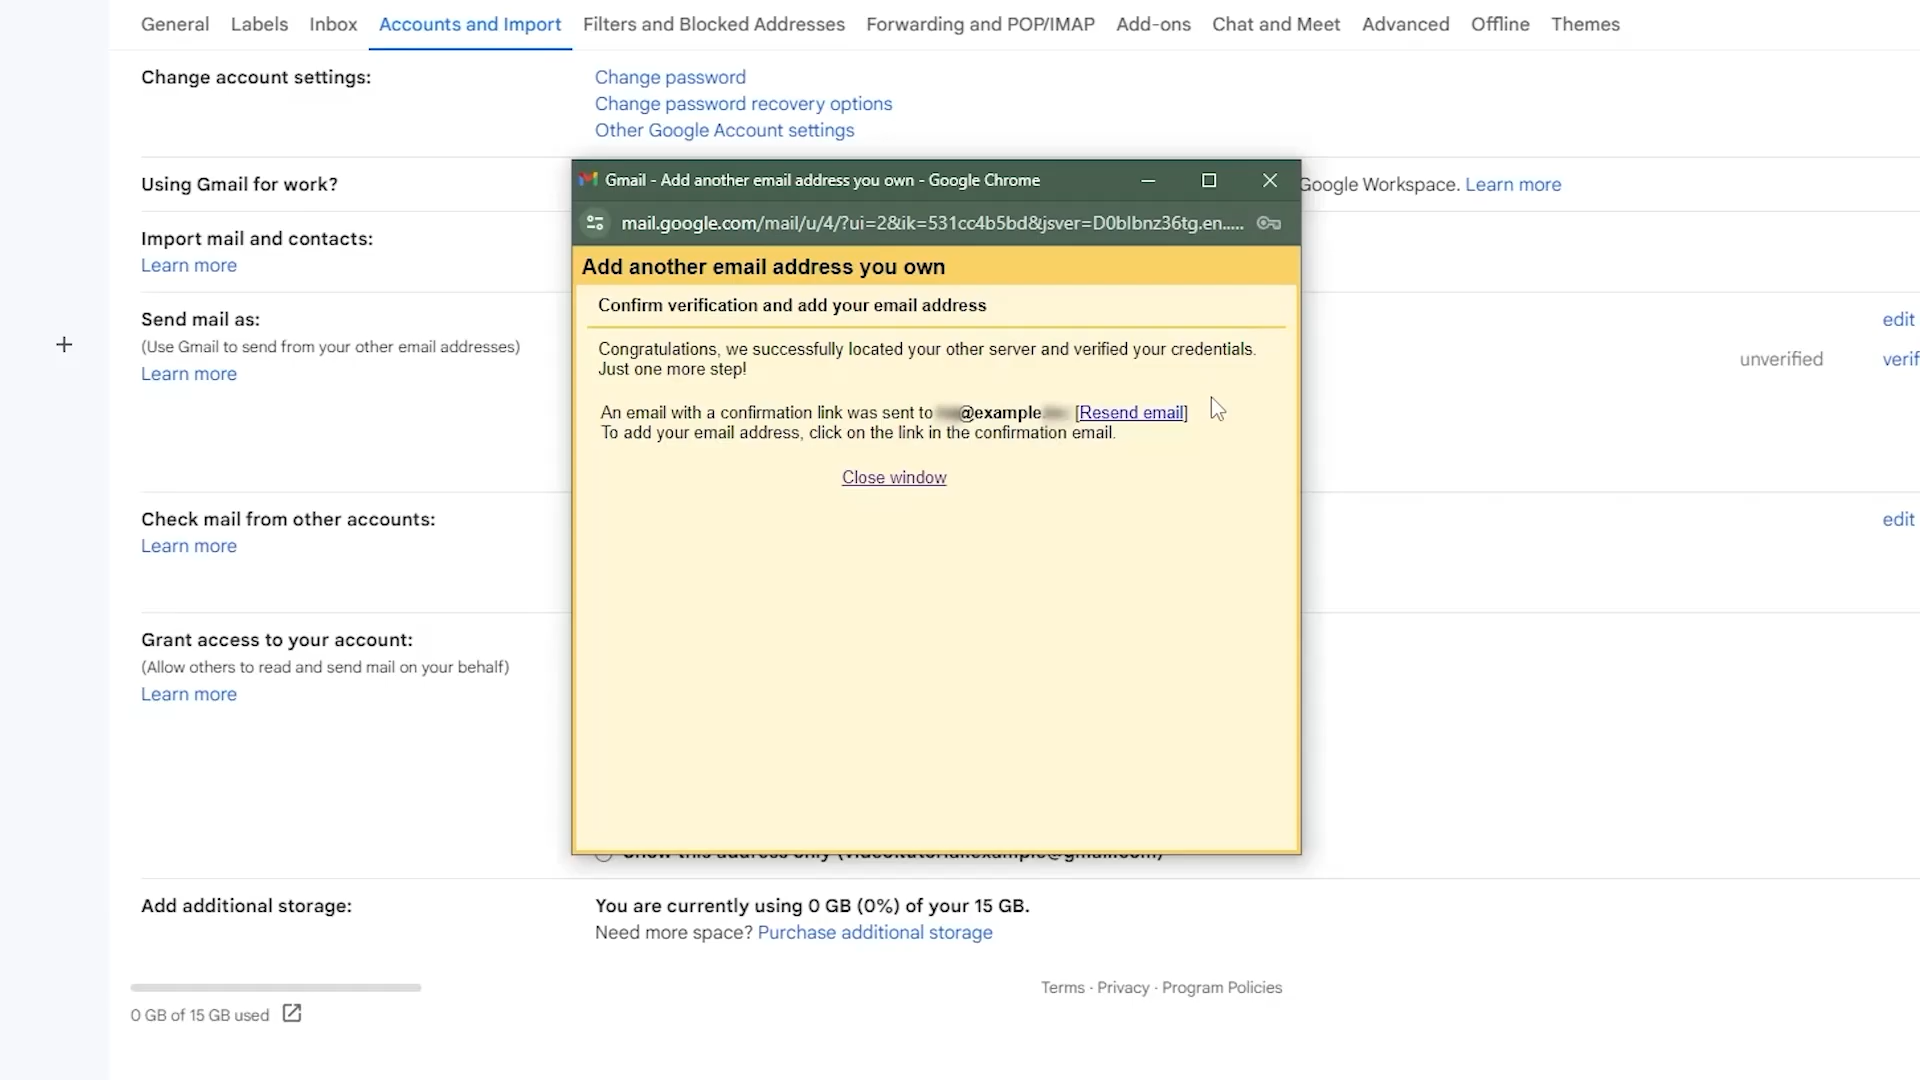 General Labels Inbox Accounts and Import Filters and Blocked Addresses Forwarding and POP/IMAP Add-ons Chat and Meet Advanced Offline Themes
Change account settings:
Change password
Change password recovery options
Other Google Account settings
Using Gmail for work?
Google Workspace. Learn more
Import mail and contacts:
Learn more
Send mail as:
(Use Gmail to send from your other email addresses)
Learn more
edit
unverified verif
Check mail from other accounts:
Learn more
edit
Grant access to your account:
(Allow others to read and send mail on your behalf)
Learn more
Gmail - Add another email address you own - Google Chrome
mail.google.com/mail/u/4/?ui=2&ik=531cc4b5bd&jsver=D0blbnz36tg.en.....
Add another email address you own
Confirm verification and add your email address
Congratulations, we successfully located your other server and verified your credentials.
Just one more step!
An email with a confirmation link was sent to @example [Resend email]
To add your email address, click on the link in the confirmation email.
Close window
Add additional storage:
You are currently using 0 GB (0%) of your 15 GB.
Need more space? Purchase additional storage
0 GB of 15 GB used
Terms · Privacy · Program Policies